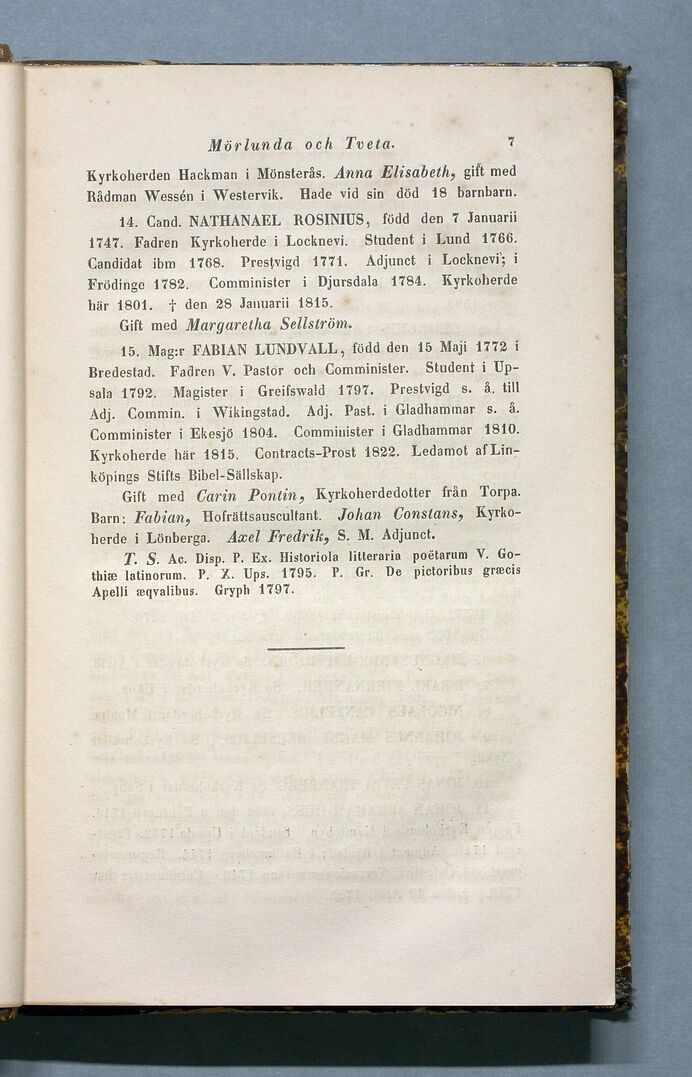 Mörlunda och Tveta. 7
Kyrkoherden Hackman i Mönsterås. Anna Elisabeth, gift med
Rådman Wessén i Westervik. Hade vid sin död 18 barnbarn.
14. Cand. NATHANAEL ROSINIUS, född den 7 Januarii
1747. Fadren Kyrkoherde i Locknevi. Student i Lund 1766.
Candidat ibm 1768. Prestvigd 1771. Adjunct i Locknevi; i
Frödinge 1782. Comminister i Djursdala 1784. Kyrkoherde
här 1801. † den 28 Januarii 1815.
Gift med Margaretha Sellström.
15. Mag:r FABIAN LUNDVALL, född den 15 Maji 1772 i
Bredestad. Fadren V. Pastor och Comminister. Student i Up-
sala 1792. Magister i Greifswald 1797. Prestvigd s. å. till
Adj. Commin. i Wikingstad. Adj. Past. i Gladhammar s. å.
Comminister i Ekesjö 1804. Comminister i Gladhammar 1810.
Kyrkoherde här 1815. Contracts-Prost 1822. Ledamot af Lin-
köpings Stifts Bibel-Sällskap.
Gift med Carin Pontin, Kyrkoherdedotter från Torpa.
Barn: Fabian, Hofrättsauscultant. Johan Constans, Kyrko-
herde i Lönberga. Axel Fredrik, S. M. Adjunct.
T. S. Ac. Disp. P. Ex. Historiola litteraria poëtarum V. Go-
thiæ latinorum. P. X. Ups. 1795. P. Gr. De pictoribus græcis
Apelli æqvalibus. Gryph 1797.